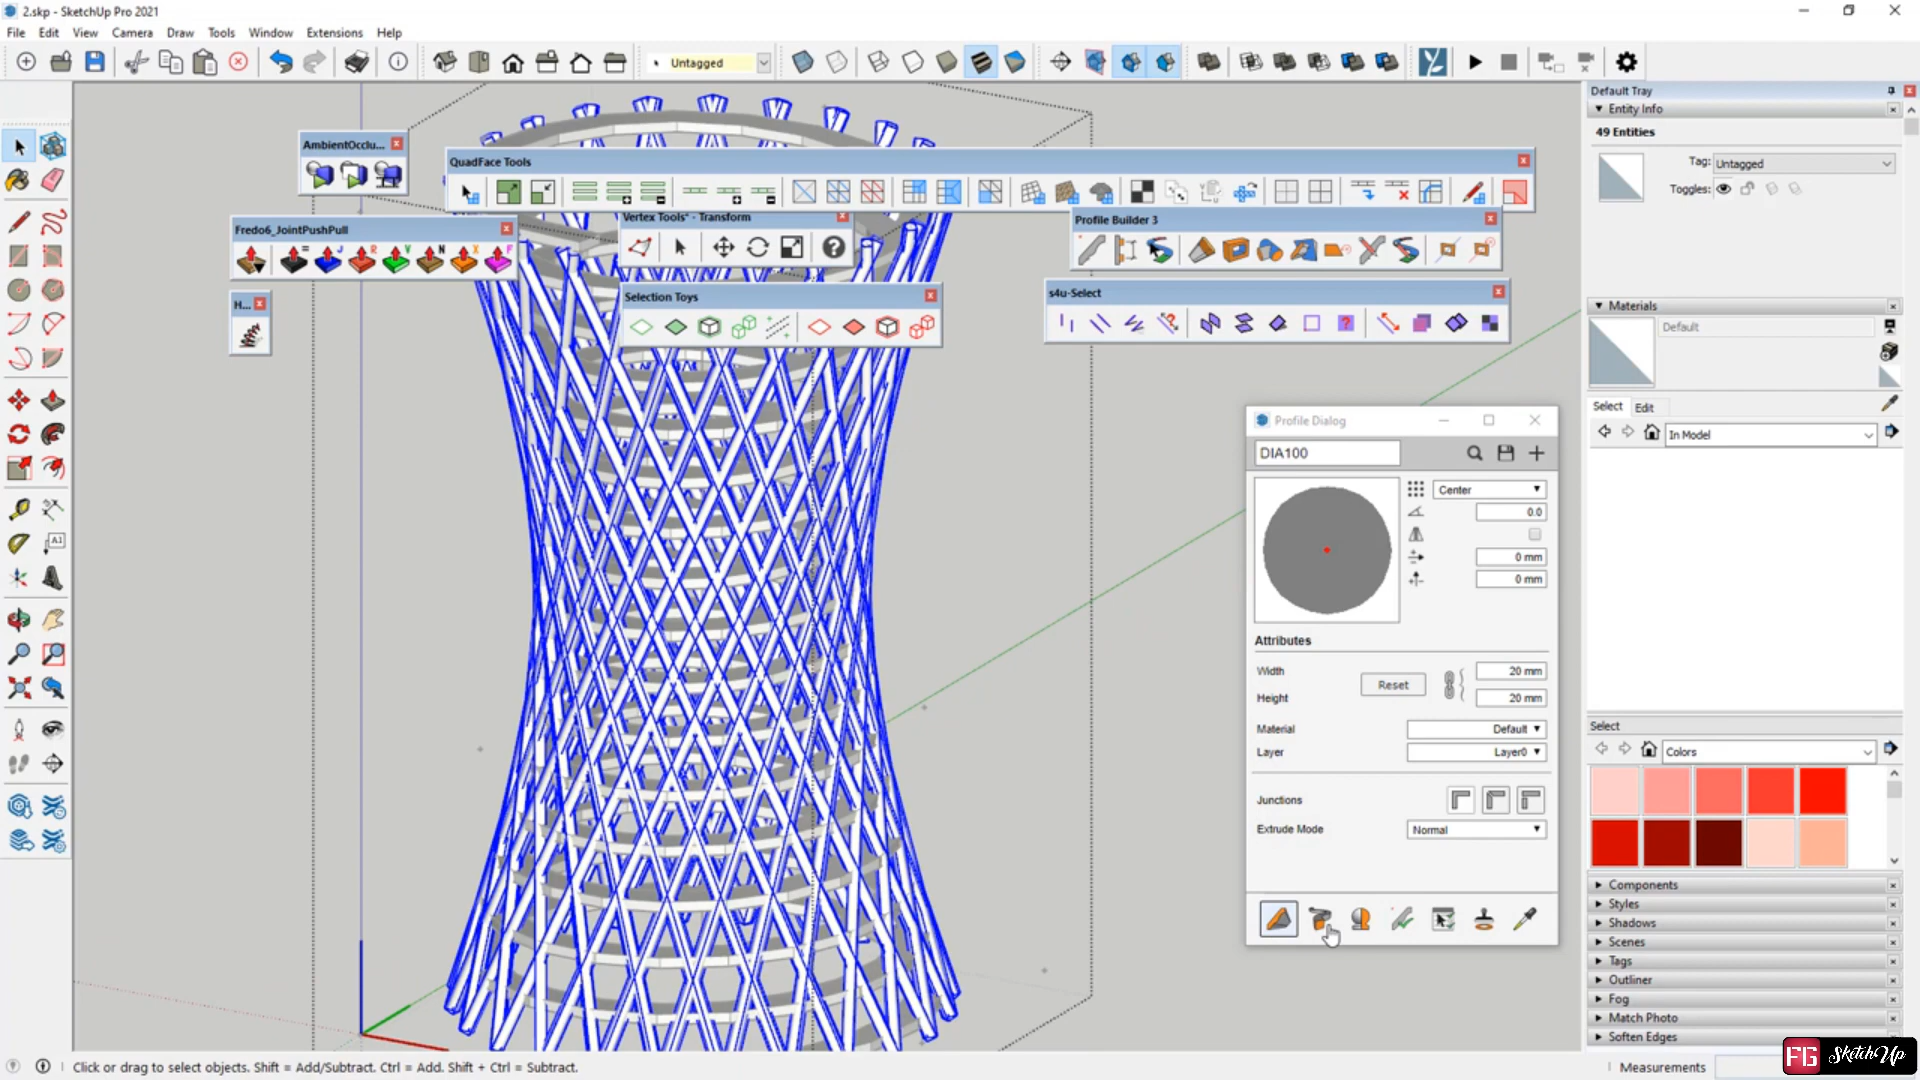 2.skp - SketchUp Pro 2021
File Edit View Camera Draw Tools Window Extensions Help
Untagged
Default Tray
Entity Info
49 Entities
Tag: Untagged
Toggles:
AmbientOcclu...
QuadFace Tools
Fredo6_JointPushPull
= J R V N X F
Vertex Tools* - Transform
Profile Builder 3
H...
Selection Toys
s4u-Select
Materials
Default
Select Edit
In Model
Profile Dialog
DIA100
Center
0.0
0 mm
0 mm
Attributes
Width 20 mm
Reset
Height 20 mm
Material Default
Layer Layer0
Junctions
Extrude Mode Normal
Select
Colors
Components
Styles
Shadows
Scenes
Tags
Outliner
Fog
Match Photo
Soften Edges
Click or drag to select objects. Shift = Add/Subtract. Ctrl = Add. Shift + Ctrl = Subtract.
Measurements
FG SketchUp